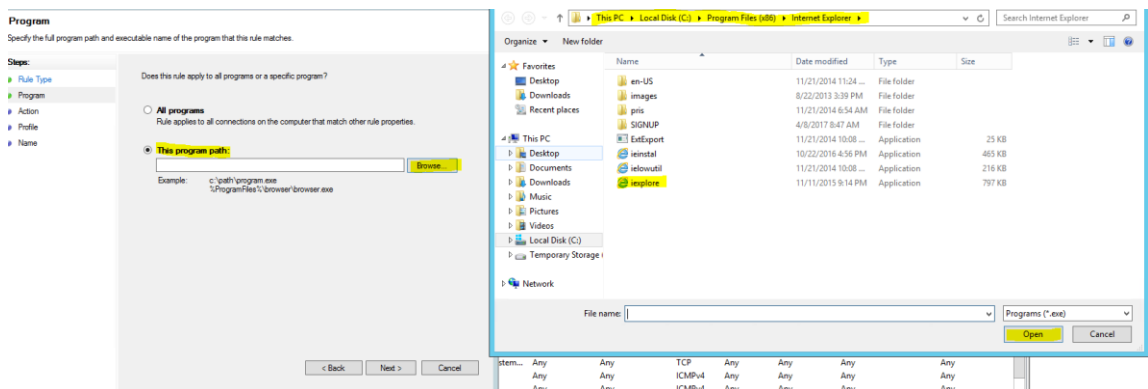 Program
Specify the full program path and executable name of the program that this rule matches.
Steps:
Rule Type
Program
Action
Profile
Name
Does this rule apply to all programs or a specific program?
All programs
Rule applies to all connections on the computer that match other rule properties.
This program path:
Browse...
Example: c:\path\program.exe
%ProgramFiles%\browser\browser.exe
< Back Next > Cancel
This PC Local Disk (C:) Program Files (x86) Internet Explorer
Search Internet Explorer
Organize New folder
Favorites
Desktop
Downloads
Recent places
This PC
Desktop
Documents
Downloads
Music
Pictures
Videos
Local Disk (C:)
Temporary Storage
Network
Name Date modified Type Size
en-US 11/21/2014 11:24 ... File folder
images 8/22/2013 3:39 PM File folder
pris 11/21/2014 6:54 AM File folder
SIGNUP 4/8/2017 8:47 AM File folder
ExtExport 11/21/2014 10:08 ... Application 25 KB
ieinstal 10/22/2016 4:56 PM Application 465 KB
ielowutil 11/21/2014 10:08 ... Application 216 KB
iexplore 11/11/2015 9:14 PM Application 797 KB
File name: Programs (*.exe)
Open Cancel
stem... Any Any TCP Any Any Any Any
Any Any ICMPv4 Any Any Any Any
Any Any ICMPv4 Any Any Any Any